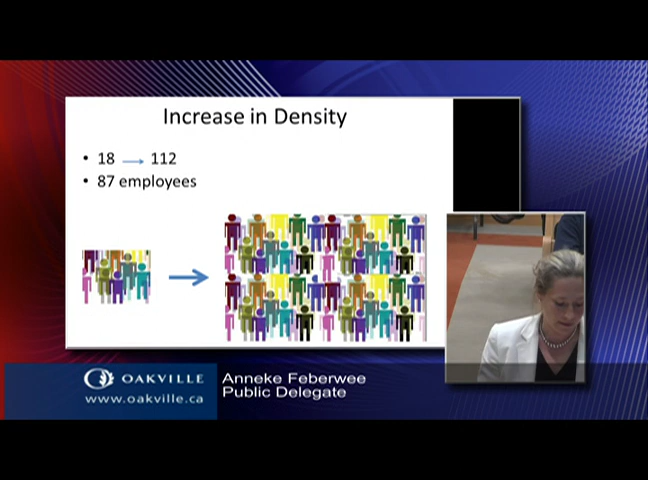 Increase in Density
• 18 → 112
• 87 employees
OAKVILLE
www.oakville.ca
Anneke Feberwee
Public Delegate